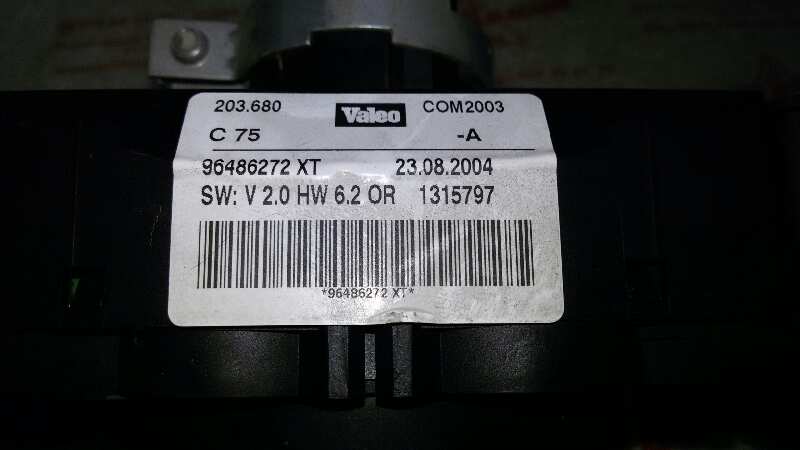 203.680 Valeo COM2003
C 75 -A
96486272 XT 23.08.2004
SW: V 2.0 HW 6.2 OR 1315797
*96486272 XT*